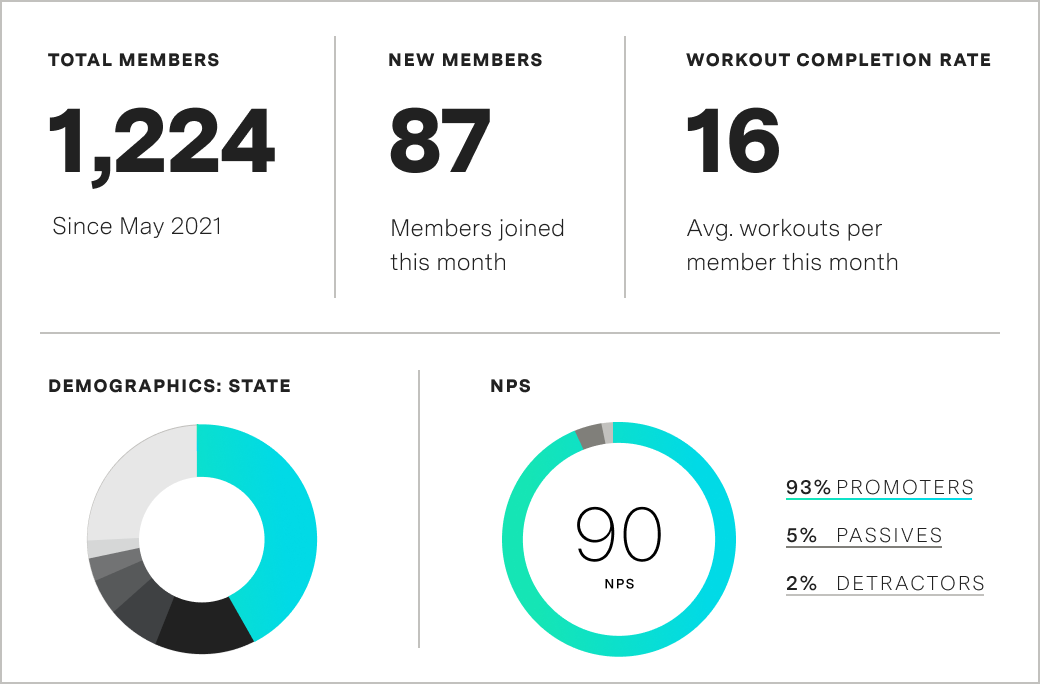 TOTAL MEMBERS
1,224
Since May 2021
NEW MEMBERS
87
Members joined
this month
WORKOUT COMPLETION RATE
16
Avg. workouts per
member this month
DEMOGRAPHICS: STATE
NPS
90
NPS
93% PROMOTERS
5% PASSIVES
2% DETRACTORS